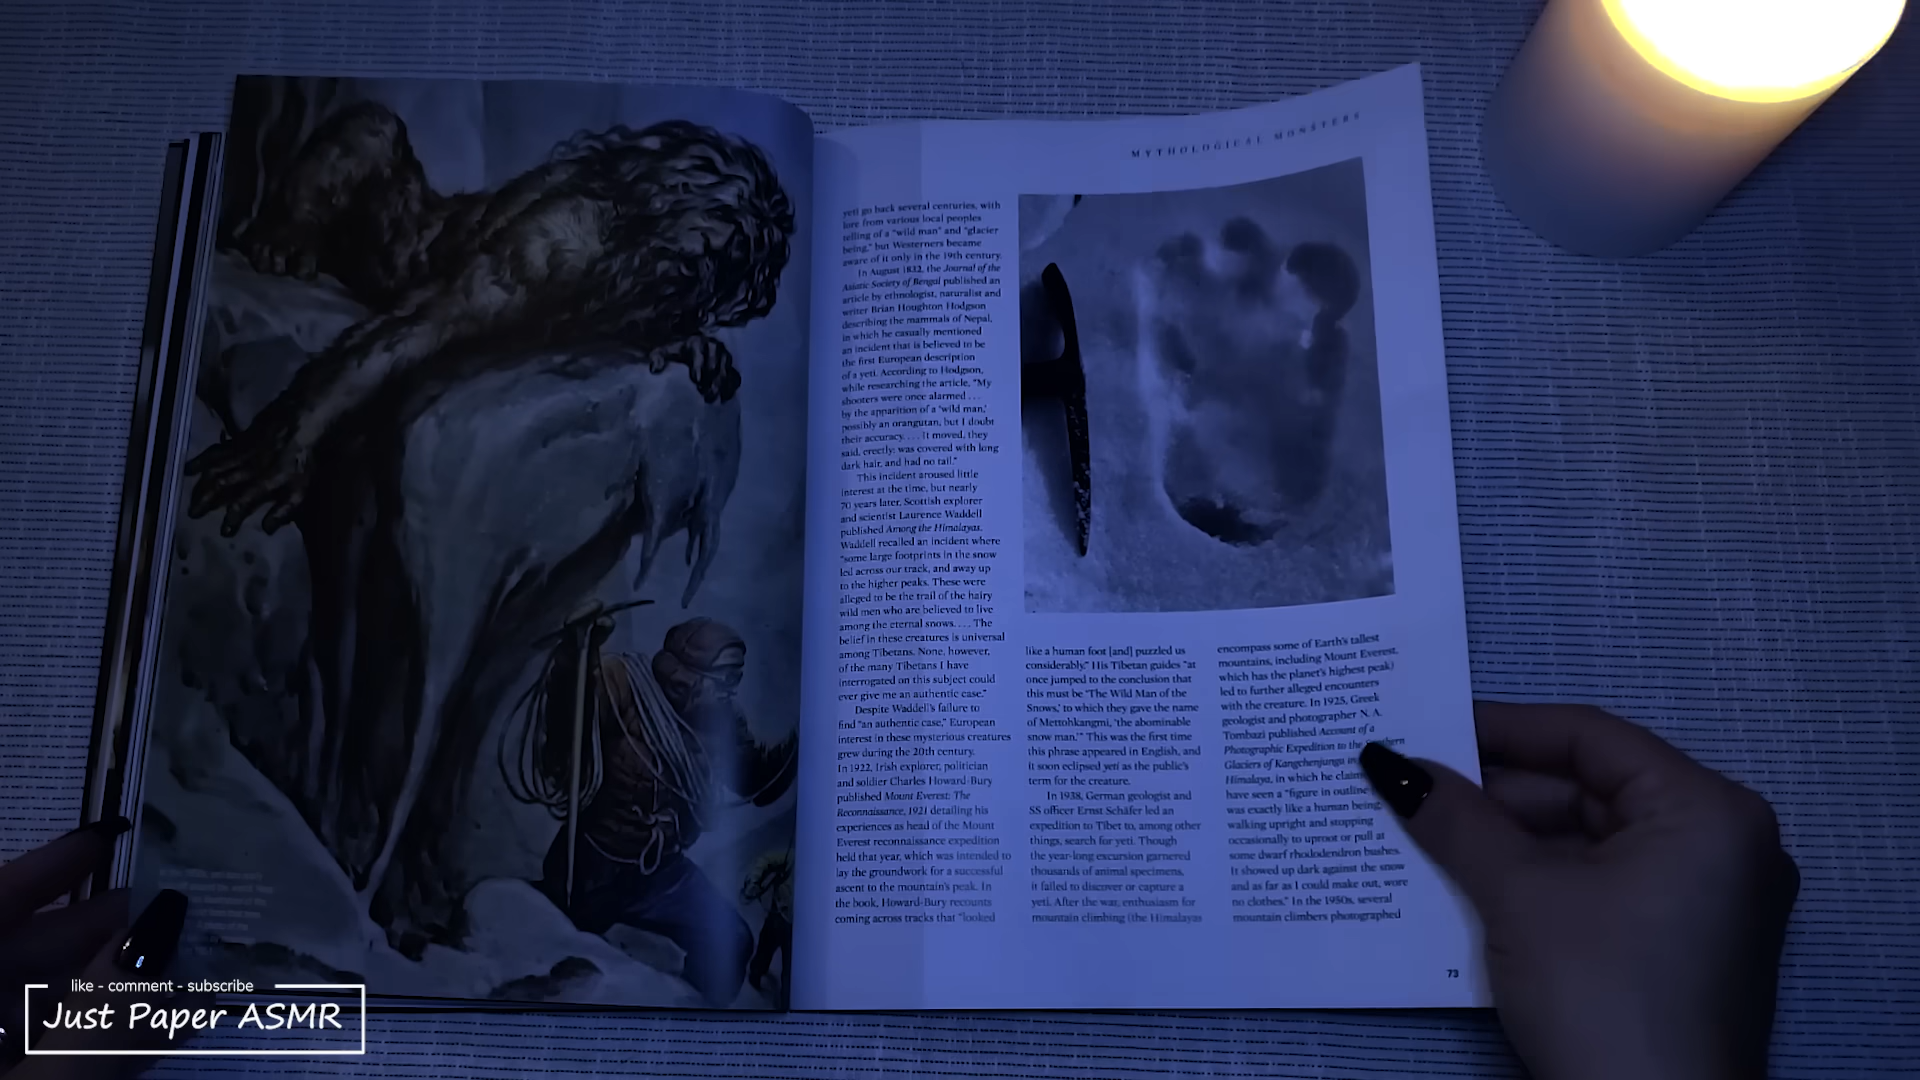 MYTHOLOGICAL MONSTERS
yeti go back several centuries, with
lore from various local peoples
telling of a "wild man" and "glacier
being," but Westerners became
aware of it only in the 19th century.
In August 1832, the Journal of the
Asiatic Society of Bengal published an
article by ethnologist, naturalist and
writer Brian Houghton Hodgson
describing the mammals of Nepal,
in which he casually mentioned
an incident that is believed to be
the first European description
of a yeti. According to Hodgson,
while researching the article, "My
shooters were once alarmed . . .
by the apparition of a 'wild man,'
possibly an orangutan, but I doubt
their accuracy. . . . It moved, they
said, erectly: was covered with long
dark hair, and had no tail."
This incident aroused little
interest at the time, but nearly
70 years later, Scottish explorer
and scientist Laurence Waddell
published Among the Himalayas.
Waddell recalled an incident where
"some large footprints in the snow
led across our track, and away up
to the higher peaks. These were
alleged to be the trail of the hairy
wild men who are believed to live
among the eternal snows. . . . The
belief in these creatures is universal
among Tibetans. None, however,
of the many Tibetans I have
interrogated on this subject could
ever give me an authentic case."
Despite Waddell's failure to
find "an authentic case," European
interest in these mysterious creatures
grew during the 20th century.
In 1922, Irish explorer, politician
and soldier Charles Howard-Bury
published Mount Everest: The
Reconnaissance, 1921 detailing his
experiences as head of the Mount
Everest reconnaissance expedition
held that year, which was intended to
lay the groundwork for a successful
ascent to the mountain's peak. In
the book, Howard-Bury recounts
coming across tracks that "looked
like a human foot [and] puzzled us
considerably." His Tibetan guides "at
once jumped to the conclusion that
this must be 'The Wild Man of the
Snows,' to which they gave the name
of Mettohkangmi, 'the abominable
snow man.'" This was the first time
this phrase appeared in English, and
it soon eclipsed yeti as the public's
term for the creature.
In 1938, German geologist and
SS officer Ernst Schäfer led an
expedition to Tibet to, among other
things, search for yeti. Though
the year-long excursion garnered
thousands of animal specimens,
it failed to discover or capture a
yeti. After the war, enthusiasm for
mountain climbing (the Himalayas
encompass some of Earth's tallest
mountains, including Mount Everest,
which has the planet's highest peak)
led to further alleged encounters
with the creature. In 1925, Greek
geologist and photographer N. A.
Tombazi published Account of a
Photographic Expedition to the Southern
Glaciers of Kangchenjunga in
Himalaya, in which he claim
have seen a "figure in outline
was exactly like a human being,
walking upright and stopping
occasionally to uproot or pull at
some dwarf rhododendron bushes.
It showed up dark against the snow
and as far as I could make out, wore
no clothes." In the 1950s, several
mountain climbers photographed
73
like - comment - subscribe
Just Paper ASMR